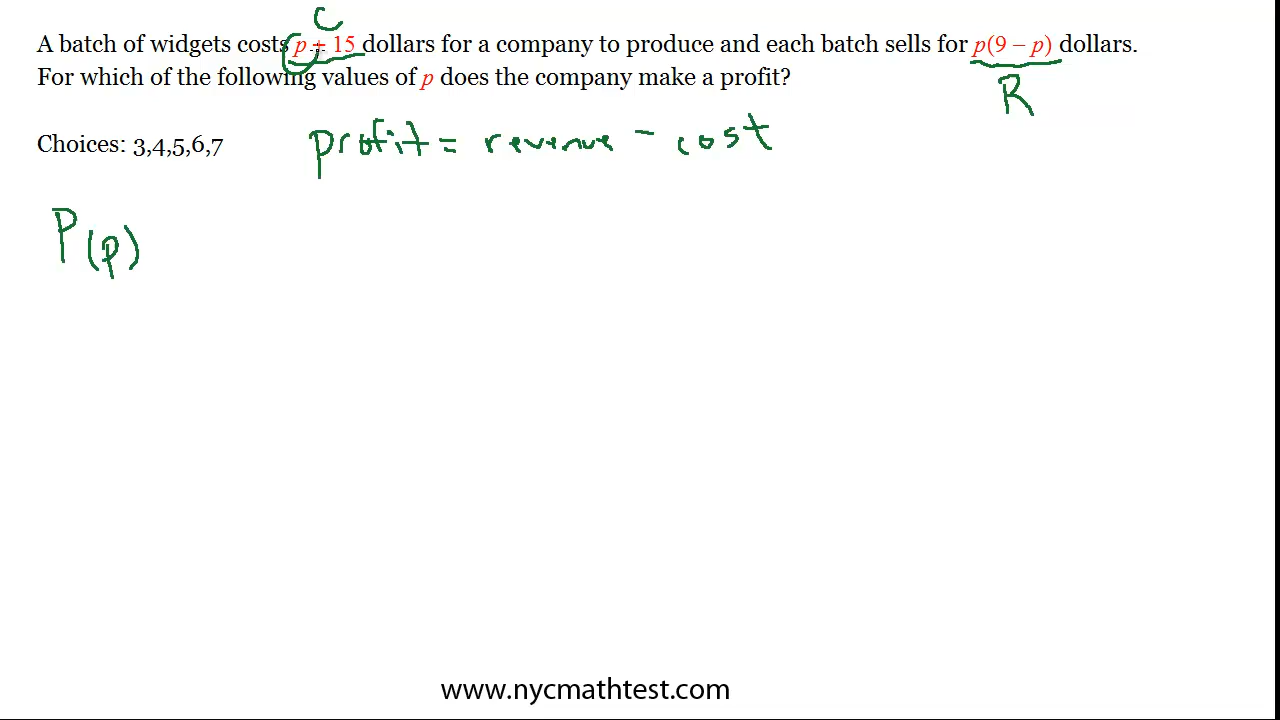 C
A batch of widgets costs p + 15 dollars for a company to produce and each batch sells for p(9 − p) dollars.
For which of the following values of p does the company make a profit?
R
Choices: 3,4,5,6,7
profit = revenue - cost
P(p)
www.nycmathtest.com